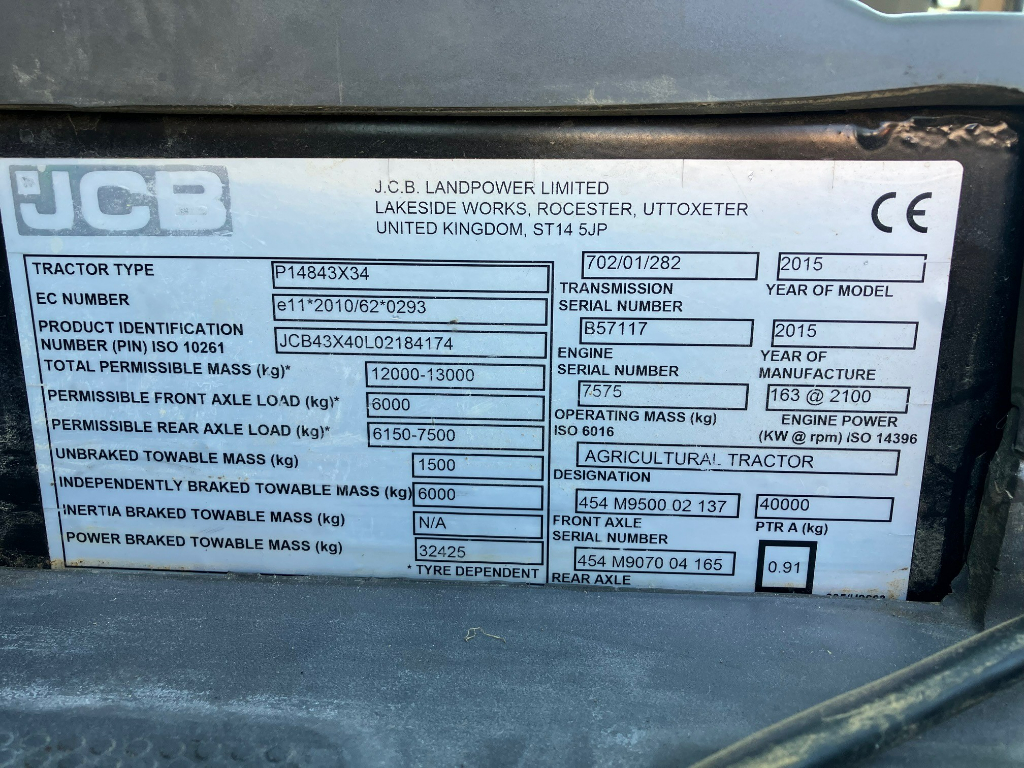 JCB
J.C.B. LANDPOWER LIMITED
LAKESIDE WORKS, ROCESTER, UTTOXETER
UNITED KINGDOM, ST14 5JP
CE
TRACTOR TYPE P14843X34
EC NUMBER e11*2010/62*0293
PRODUCT IDENTIFICATION
NUMBER (PIN) ISO 10261 JCB43X40L02184174
TOTAL PERMISSIBLE MASS (kg)* 12000-13000
PERMISSIBLE FRONT AXLE LOAD (kg)* 6000
PERMISSIBLE REAR AXLE LOAD (kg)* 6150-7500
UNBRAKED TOWABLE MASS (kg) 1500
INDEPENDENTLY BRAKED TOWABLE MASS (kg) 6000
INERTIA BRAKED TOWABLE MASS (kg) N/A
POWER BRAKED TOWABLE MASS (kg) 32425
* TYRE DEPENDENT
702/01/282 2015
TRANSMISSION YEAR OF MODEL
SERIAL NUMBER
B57117 2015
ENGINE YEAR OF
SERIAL NUMBER MANUFACTURE
7575 163 @ 2100
OPERATING MASS (kg) ENGINE POWER
ISO 6016 (KW @ rpm) ISO 14396
AGRICULTURAL TRACTOR
DESIGNATION
454 M9500 02 137 40000
FRONT AXLE PTR A (kg)
SERIAL NUMBER
454 M9070 04 165 0.91
REAR AXLE